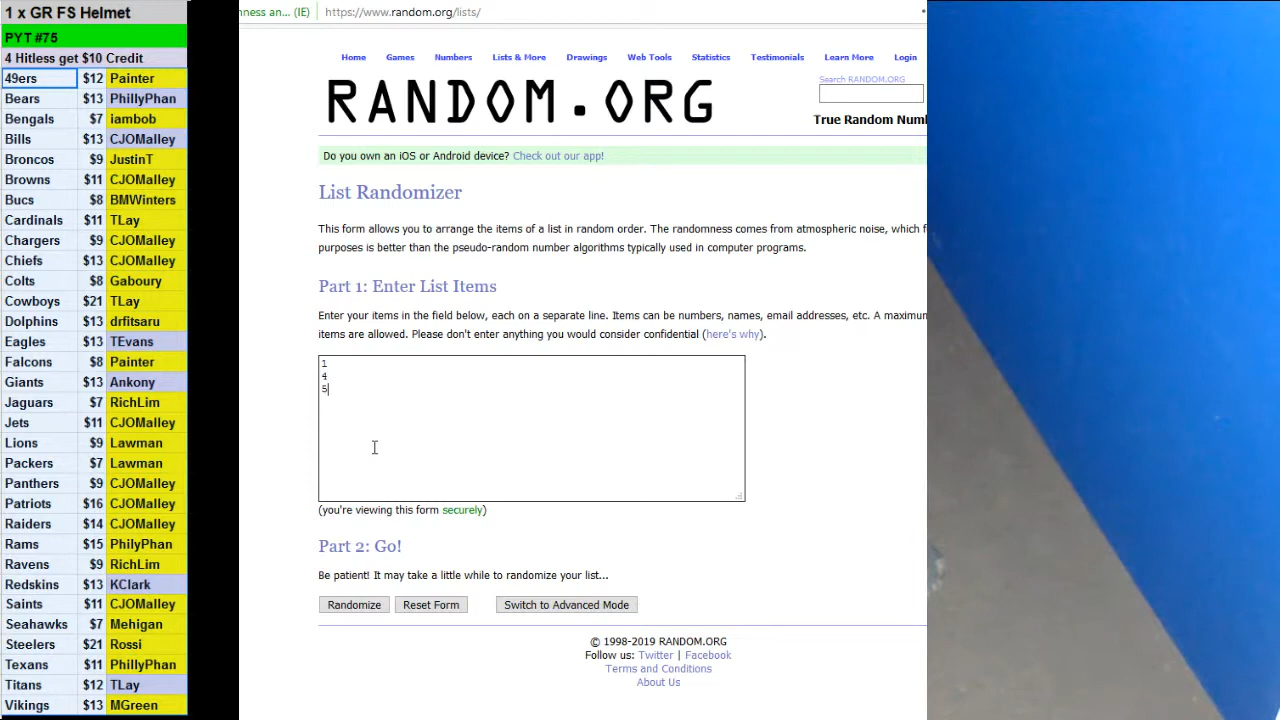 1 x GR FS Helmet
PYT #75
4 Hitless get $10 Credit
49ers $12 Painter
Bears $13 PhillyPhan
Bengals $7 iambob
Bills $13 CJOMalley
Broncos $9 JustinT
Browns $11 CJOMalley
Bucs $8 BMWinters
Cardinals $11 TLay
Chargers $9 CJOMalley
Chiefs $13 CJOMalley
Colts $8 Gaboury
Cowboys $21 TLay
Dolphins $13 drfitsaru
Eagles $13 TEvans
Falcons $8 Painter
Giants $13 Ankony
Jaguars $7 RichLim
Jets $11 CJOMalley
Lions $9 Lawman
Packers $7 Lawman
Panthers $9 CJOMalley
Patriots $16 CJOMalley
Raiders $14 CJOMalley
Rams $15 PhilyPhan
Ravens $9 RichLim
Redskins $13 KClark
Saints $11 CJOMalley
Seahawks $7 Mehigan
Steelers $21 Rossi
Texans $11 PhillyPhan
Titans $12 TLay
Vikings $13 MGreen
ness an... (IE) https://www.random.org/lists/
Home Games Numbers Lists & More Drawings Web Tools Statistics Testimonials Learn More Login
Search RANDOM.ORG
RANDOM.ORG
True Random Num
Do you own an iOS or Android device? Check out our app!
List Randomizer
This form allows you to arrange the items of a list in random order. The randomness comes from atmospheric noise, which f
purposes is better than the pseudo-random number algorithms typically used in computer programs.
Part 1: Enter List Items
Enter your items in the field below, each on a separate line. Items can be numbers, names, email addresses, etc. A maximum
items are allowed. Please don't enter anything you would consider confidential (here's why).
1
4
5
(you're viewing this form securely)
Part 2: Go!
Be patient! It may take a little while to randomize your list...
Randomize Reset Form Switch to Advanced Mode
© 1998-2019 RANDOM.ORG
Follow us: Twitter | Facebook
Terms and Conditions
About Us